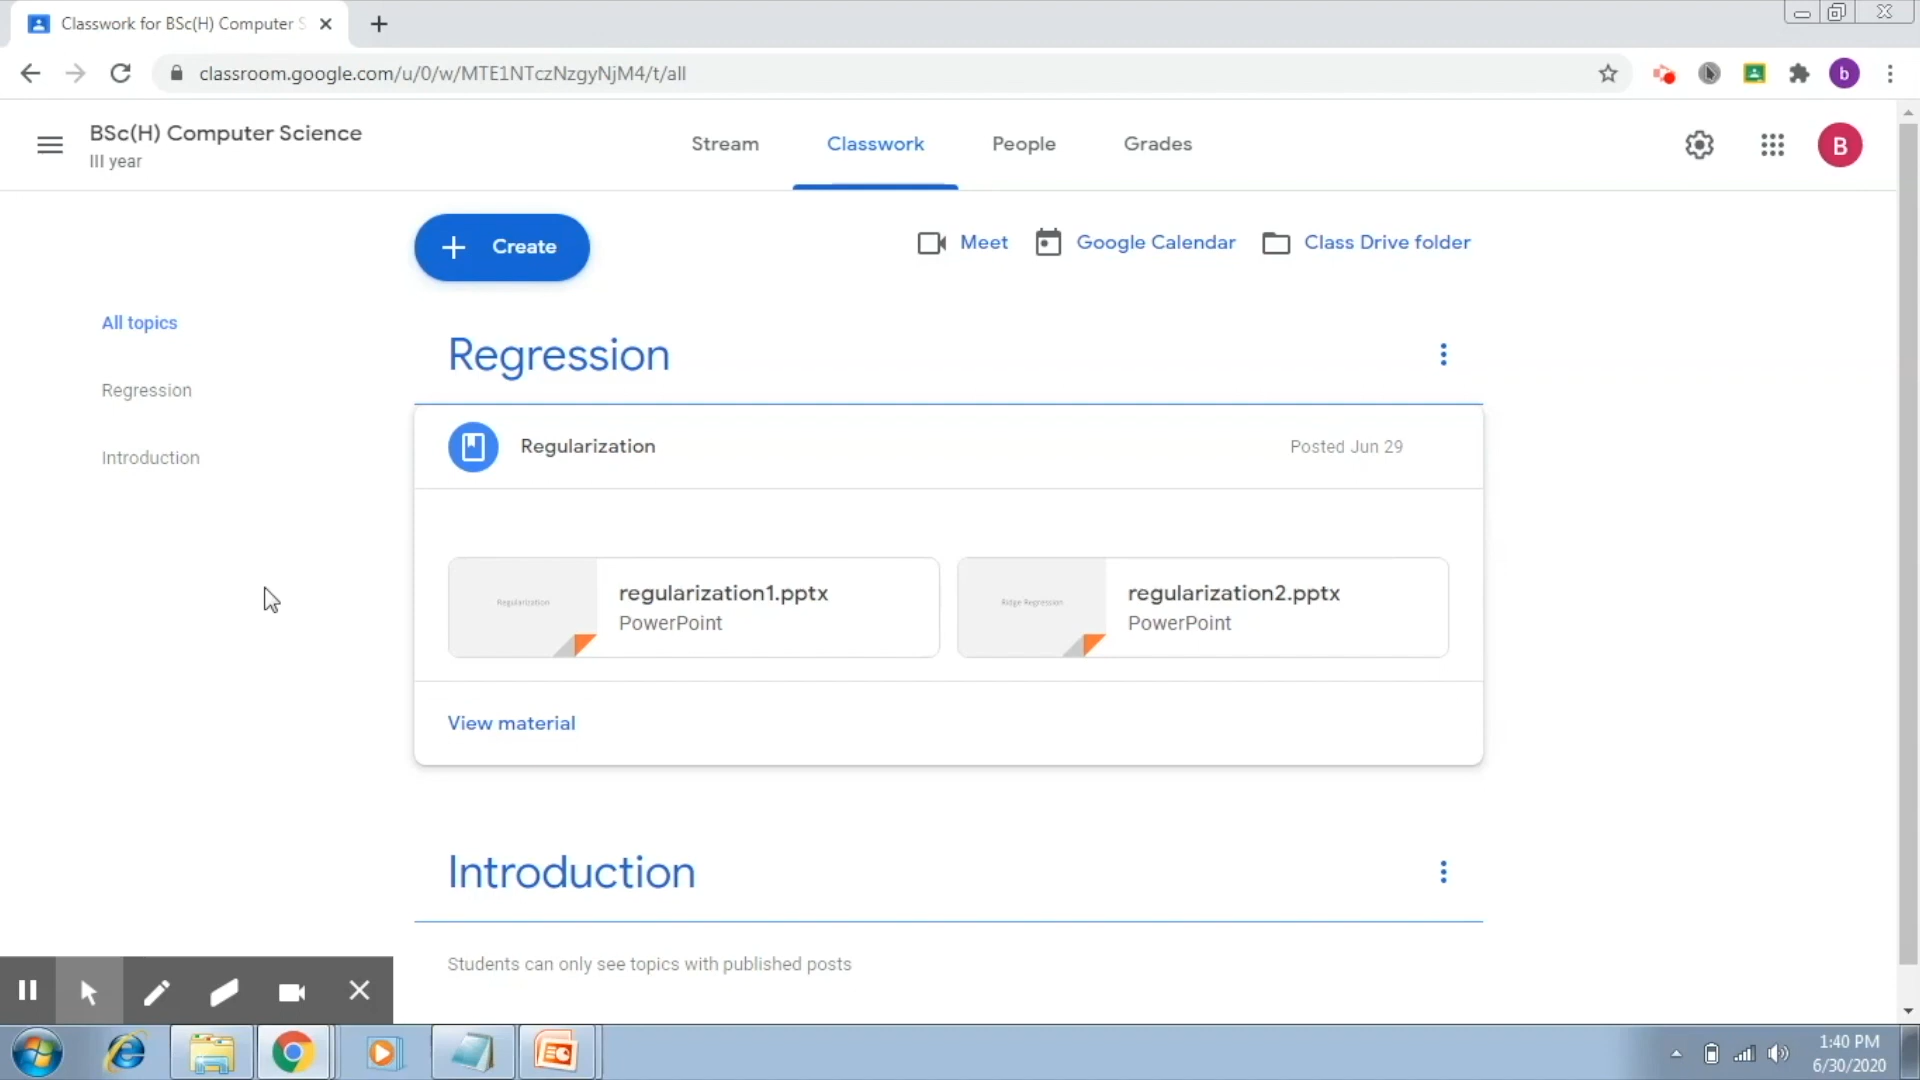 Classwork for BSc(H) Computer S
classroom.google.com/u/0/w/MTE1NTczNzgyNjM4/t/all
b
BSc(H) Computer Science
III year
Stream
Classwork
People
Grades
B
Create
Meet
Google Calendar
Class Drive folder
All topics
Regression
Introduction
Regression
Regularization
Posted Jun 29
Regularization
regularization1.pptx
PowerPoint
Ridge Regression
regularization2.pptx
PowerPoint
View material
Introduction
Students can only see topics with published posts
1:40 PM
6/30/2020